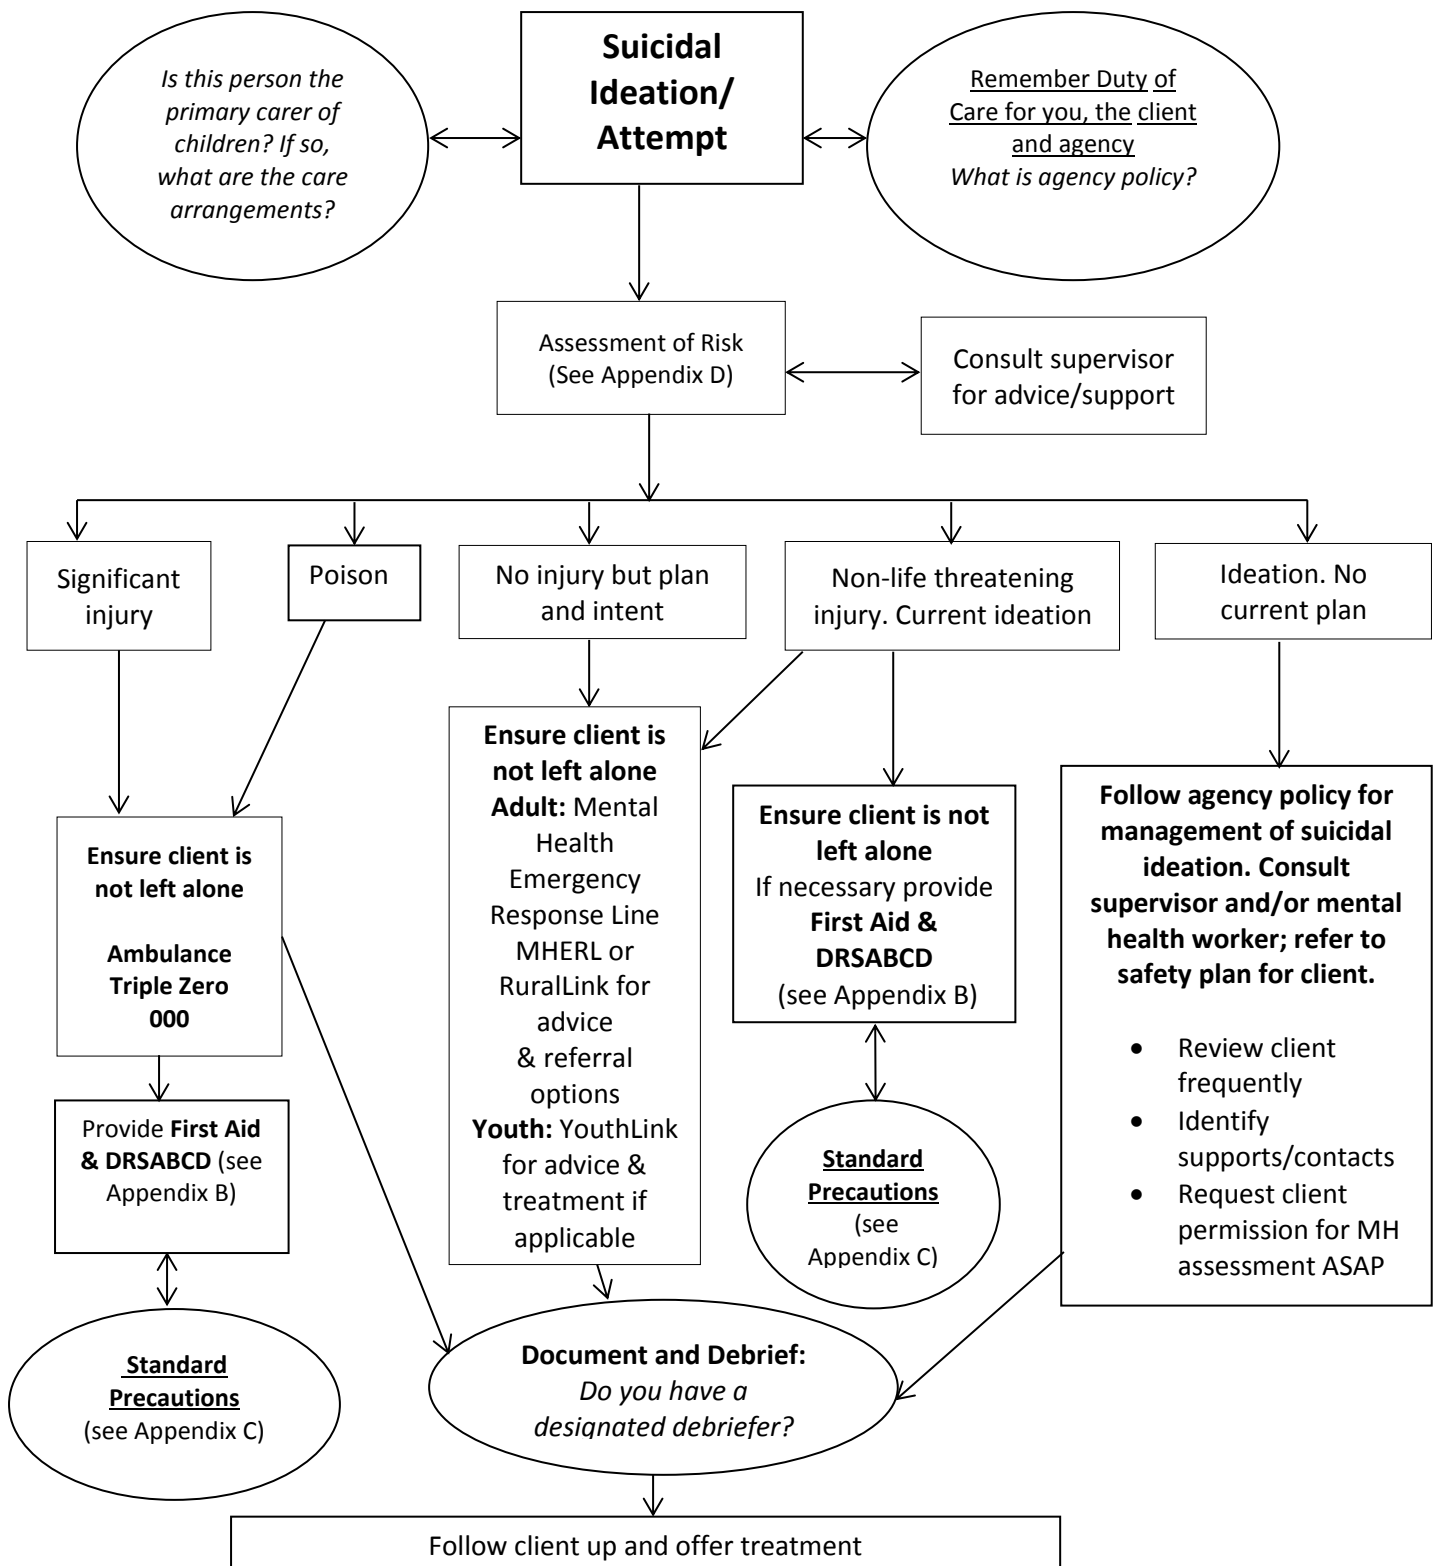 Is this person the
primary carer of
children? If so,
what are the care
arrangements?
Suicidal
Ideation/
Attempt
Remember Duty of
Care for you, the client
and agency
What is agency policy?
Assessment of Risk
(See Appendix D)
Consult supervisor
for advice/support
Significant
injury
Poison
No injury but plan
and intent
Non-life threatening
injury. Current ideation
Ideation. No
current plan
Ensure client is
not left alone
Ambulance
Triple Zero
000
Provide First Aid
& DRSABCD (see
Appendix B)
Standard
Precautions
(see Appendix C)
Ensure client is
not left alone
Adult: Mental
Health
Emergency
Response Line
MHERL or
RuralLink for
advice
& referral
options
Youth: YouthLink
for advice &
treatment if
applicable
Ensure client is not
left alone
If necessary provide
First Aid &
DRSABCD
(see Appendix B)
Standard
Precautions
(see
Appendix C)
Follow agency policy for
management of suicidal
ideation. Consult
supervisor and/or mental
health worker; refer to
safety plan for client.
• Review client
frequently
• Identify
supports/contacts
• Request client
permission for MH
assessment ASAP
Document and Debrief:
Do you have a
designated debriefer?
Follow client up and offer treatment